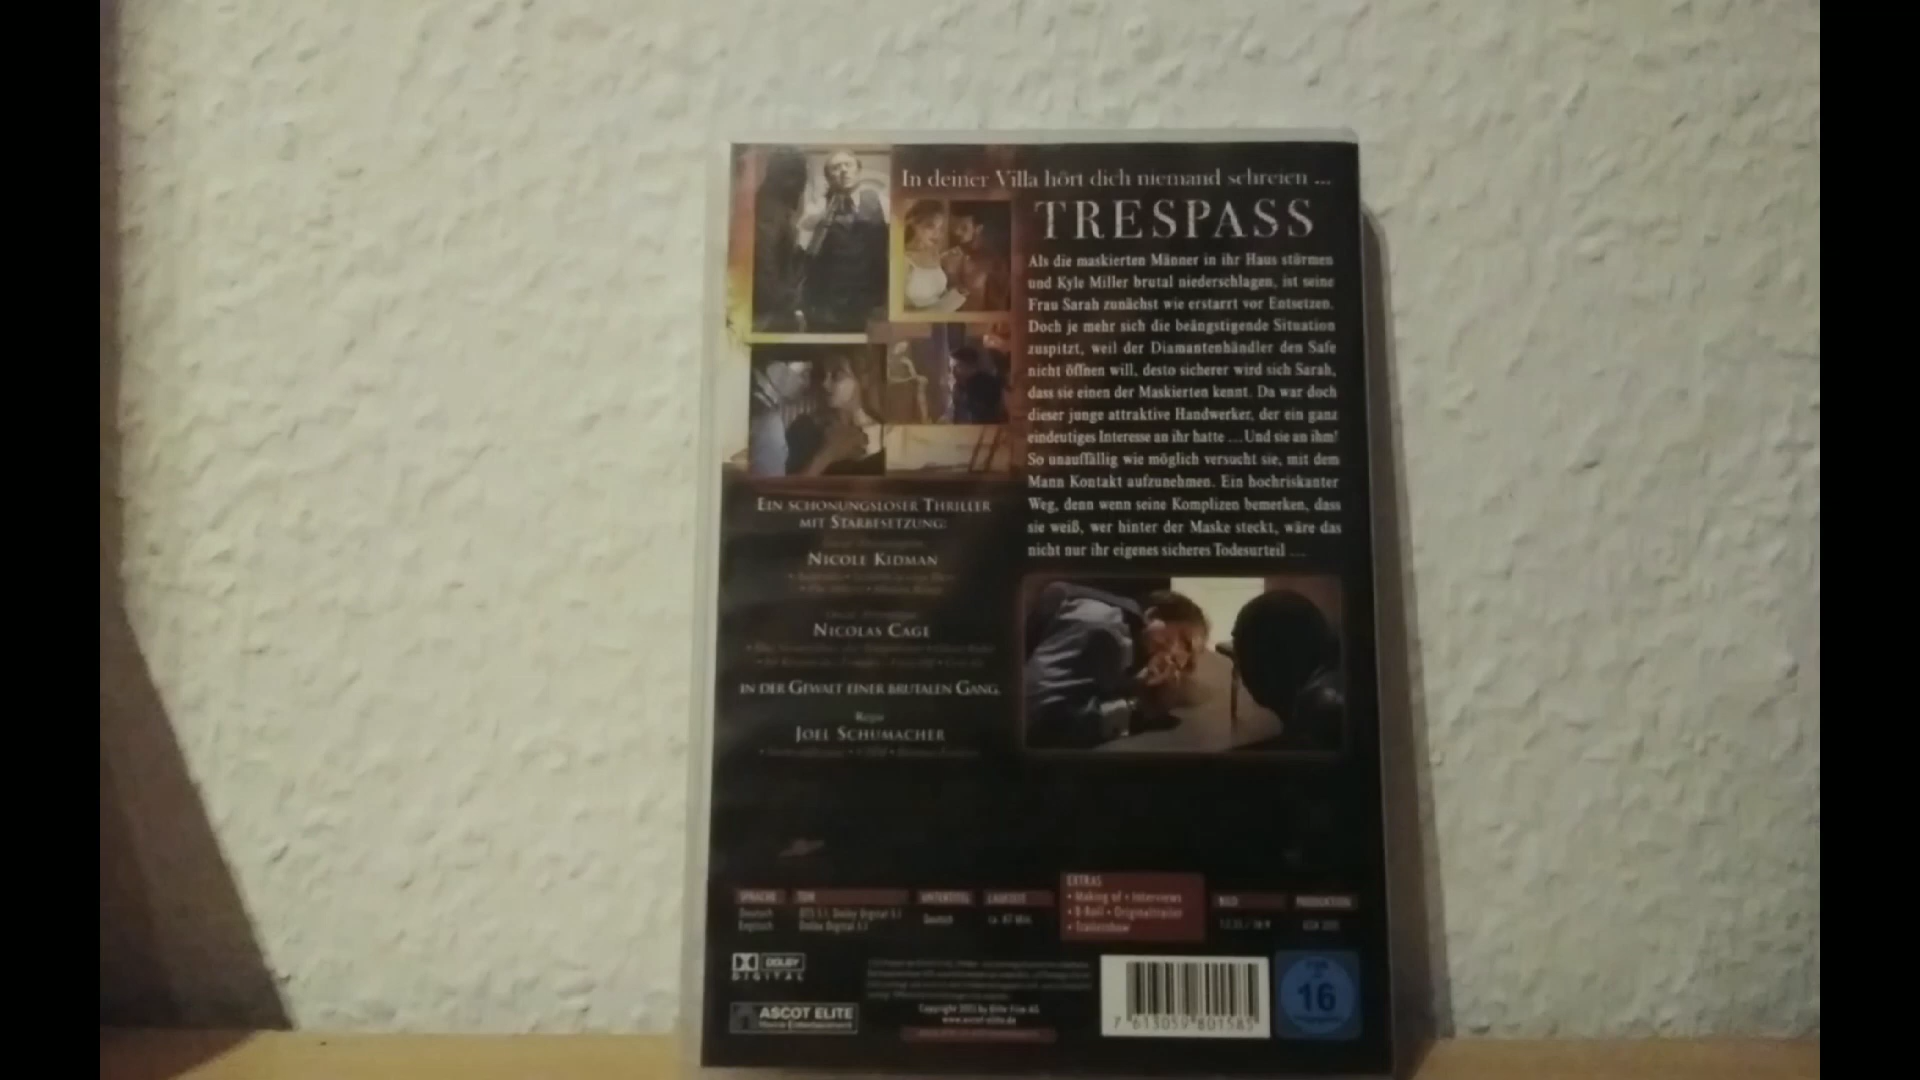 In deiner Villa hört dich niemand schreien ...
TRESPASS
Als die maskierten Männer in ihr Haus stürmen
und Kyle Miller brutal niederschlagen, ist seine
Frau Sarah zunächst wie erstarrt vor Entsetzen.
Doch je mehr sich die beängstigende Situation
zuspitzt, weil der Diamantenhändler den Safe
nicht öffnen will, desto sicherer wird sich Sarah,
dass sie einen der Maskierten kennt. Da war doch
dieser junge attraktive Handwerker, der ein ganz
eindeutiges Interesse an ihr hatte ... Und sie an ihm!
So unauffällig wie möglich versucht sie, mit dem
Mann Kontakt aufzunehmen. Ein hochriskanter
Weg, denn wenn seine Komplizen bemerken, dass
sie weiß, wer hinter der Maske steckt, wäre das
nicht nur ihr eigenes sicheres Todesurteil ...
EIN SCHONUNGSLOSER THRILLER
MIT STARBESETZUNG:
NICOLE KIDMAN
NICOLAS CAGE
IN DER GEWALT EINER BRUTALEN GANG.
Regie
JOEL SCHUMACHER
SPRACHE
Deutsch
Englisch
TON
DTS 5.1, Dolby Digital 5.1
Dolby Digital 5.1
UNTERTITEL
Deutsch
LAUFZEIT
ca. 87 Min.
EXTRAS
• Making of • Interviews
• B-Roll • Originaltrailer
• Trailershow
BILD
PRODUKTION
DOLBY
DIGITAL
ASCOT ELITE
Home Entertainment
www.ascot-elite.de
7 613059 801585
16